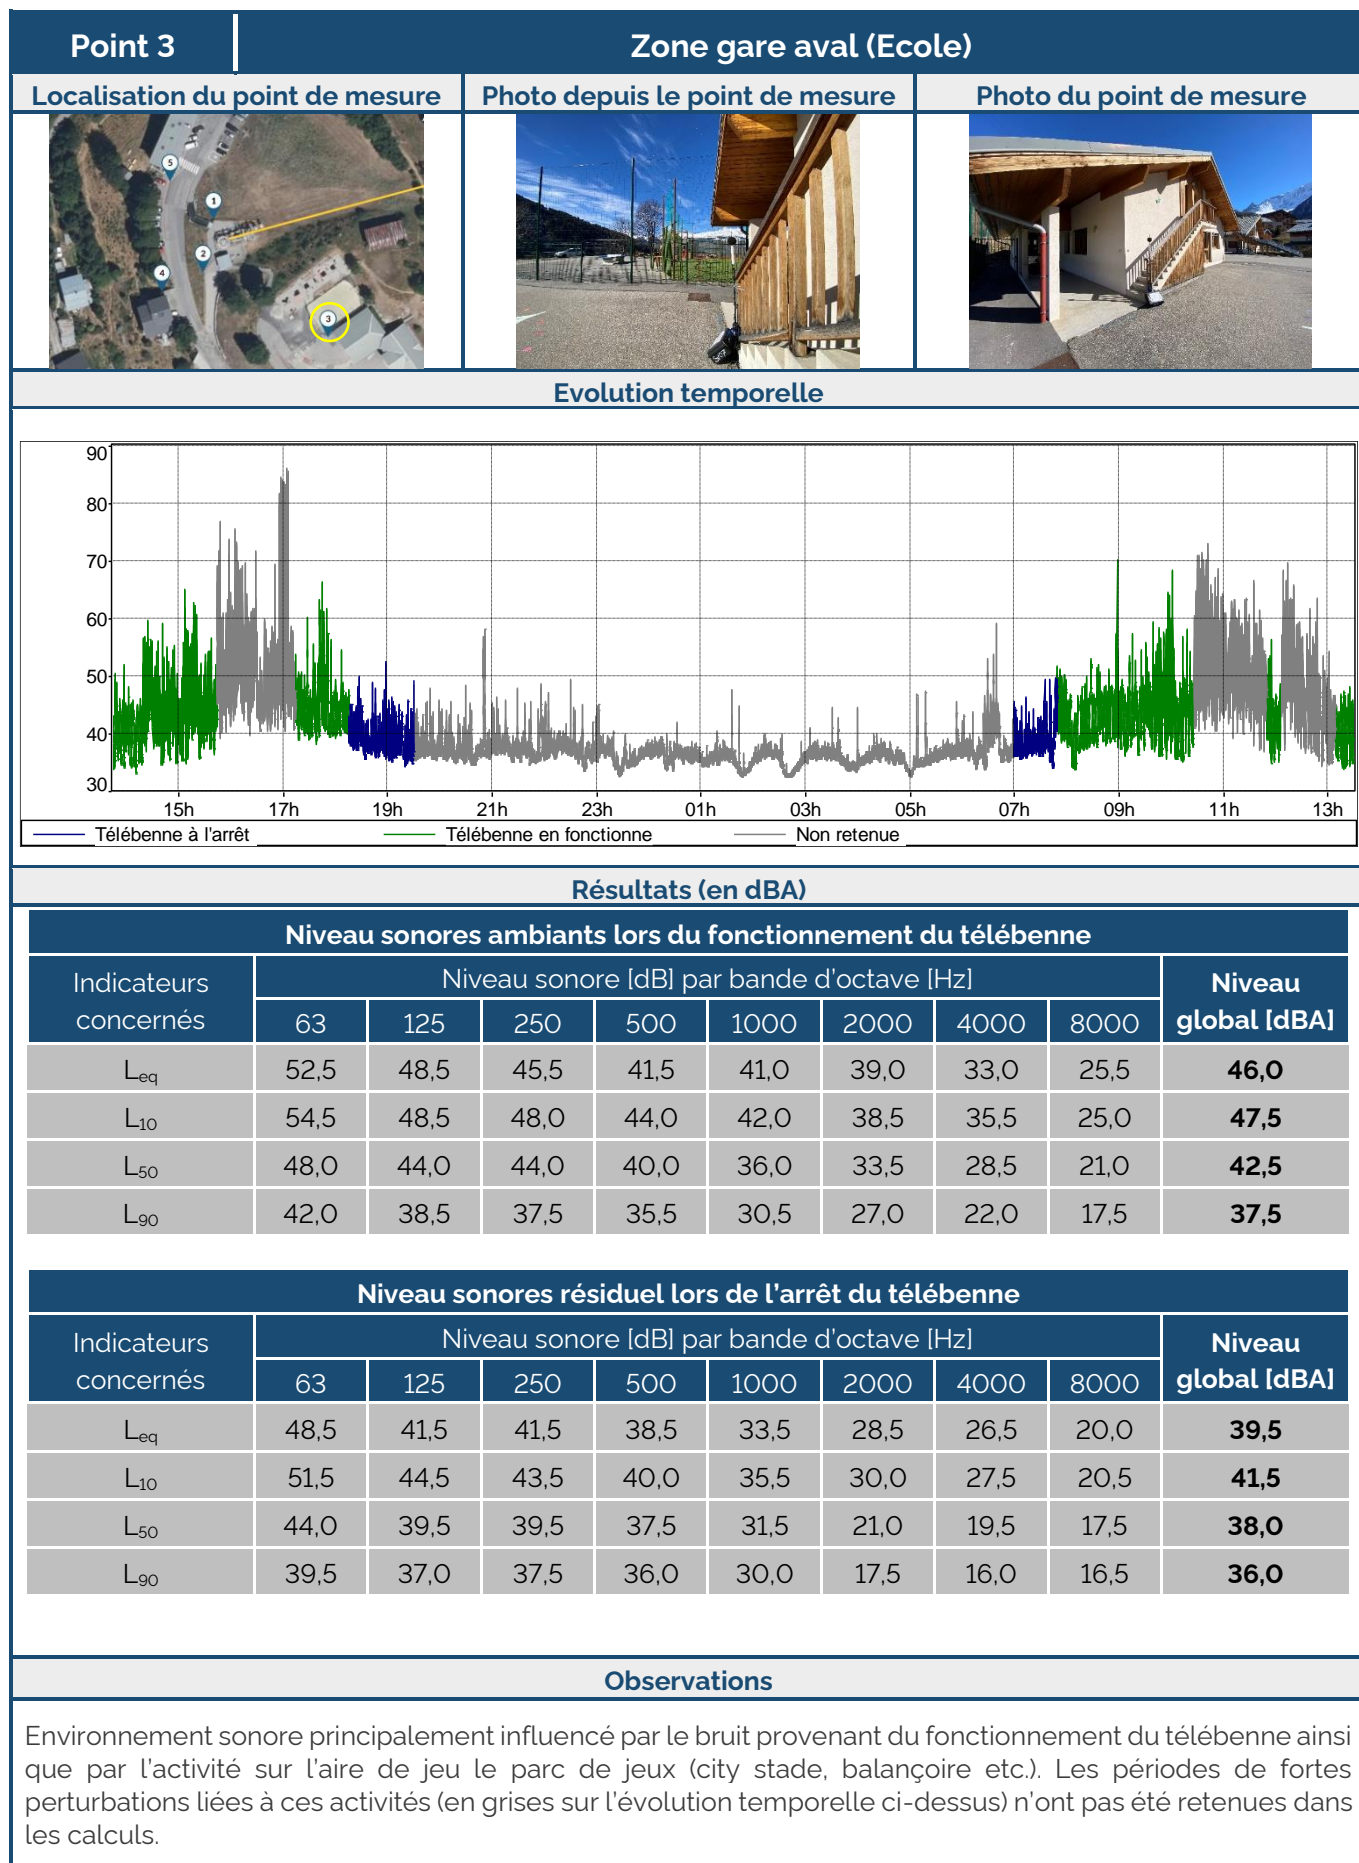 Point 3
Zone gare aval (Ecole)
Localisation du point de mesure
Photo depuis le point de mesure
Photo du point de mesure
5
1
2
4
3
Evolution temporelle
90
80
70
60
50
40
30
15h 17h 19h 21h 23h 01h 03h 05h 07h 09h 11h 13h
Télébenne à l'arrêt Télébenne en fonctionne Non retenue
Résultats (en dBA)
Niveau sonores ambiants lors du fonctionnement du télébenne
Indicateurs concernés Niveau sonore [dB] par bande d'octave [Hz] Niveau global [dBA]
63 125 250 500 1000 2000 4000 8000
Leq 52,5 48,5 45,5 41,5 41,0 39,0 33,0 25,5 46,0
L10 54,5 48,5 48,0 44,0 42,0 38,5 35,5 25,0 47,5
L50 48,0 44,0 44,0 40,0 36,0 33,5 28,5 21,0 42,5
L90 42,0 38,5 37,5 35,5 30,5 27,0 22,0 17,5 37,5
Niveau sonores résiduel lors de l'arrêt du télébenne
Indicateurs concernés Niveau sonore [dB] par bande d'octave [Hz] Niveau global [dBA]
63 125 250 500 1000 2000 4000 8000
Leq 48,5 41,5 41,5 38,5 33,5 28,5 26,5 20,0 39,5
L10 51,5 44,5 43,5 40,0 35,5 30,0 27,5 20,5 41,5
L50 44,0 39,5 39,5 37,5 31,5 21,0 19,5 17,5 38,0
L90 39,5 37,0 37,5 36,0 30,0 17,5 16,0 16,5 36,0
Observations
Environnement sonore principalement influencé par le bruit provenant du fonctionnement du télébenne ainsi
que par l'activité sur l'aire de jeu le parc de jeux (city stade, balançoire etc.). Les périodes de fortes
perturbations liées à ces activités (en grises sur l'évolution temporelle ci-dessus) n'ont pas été retenues dans
les calculs.